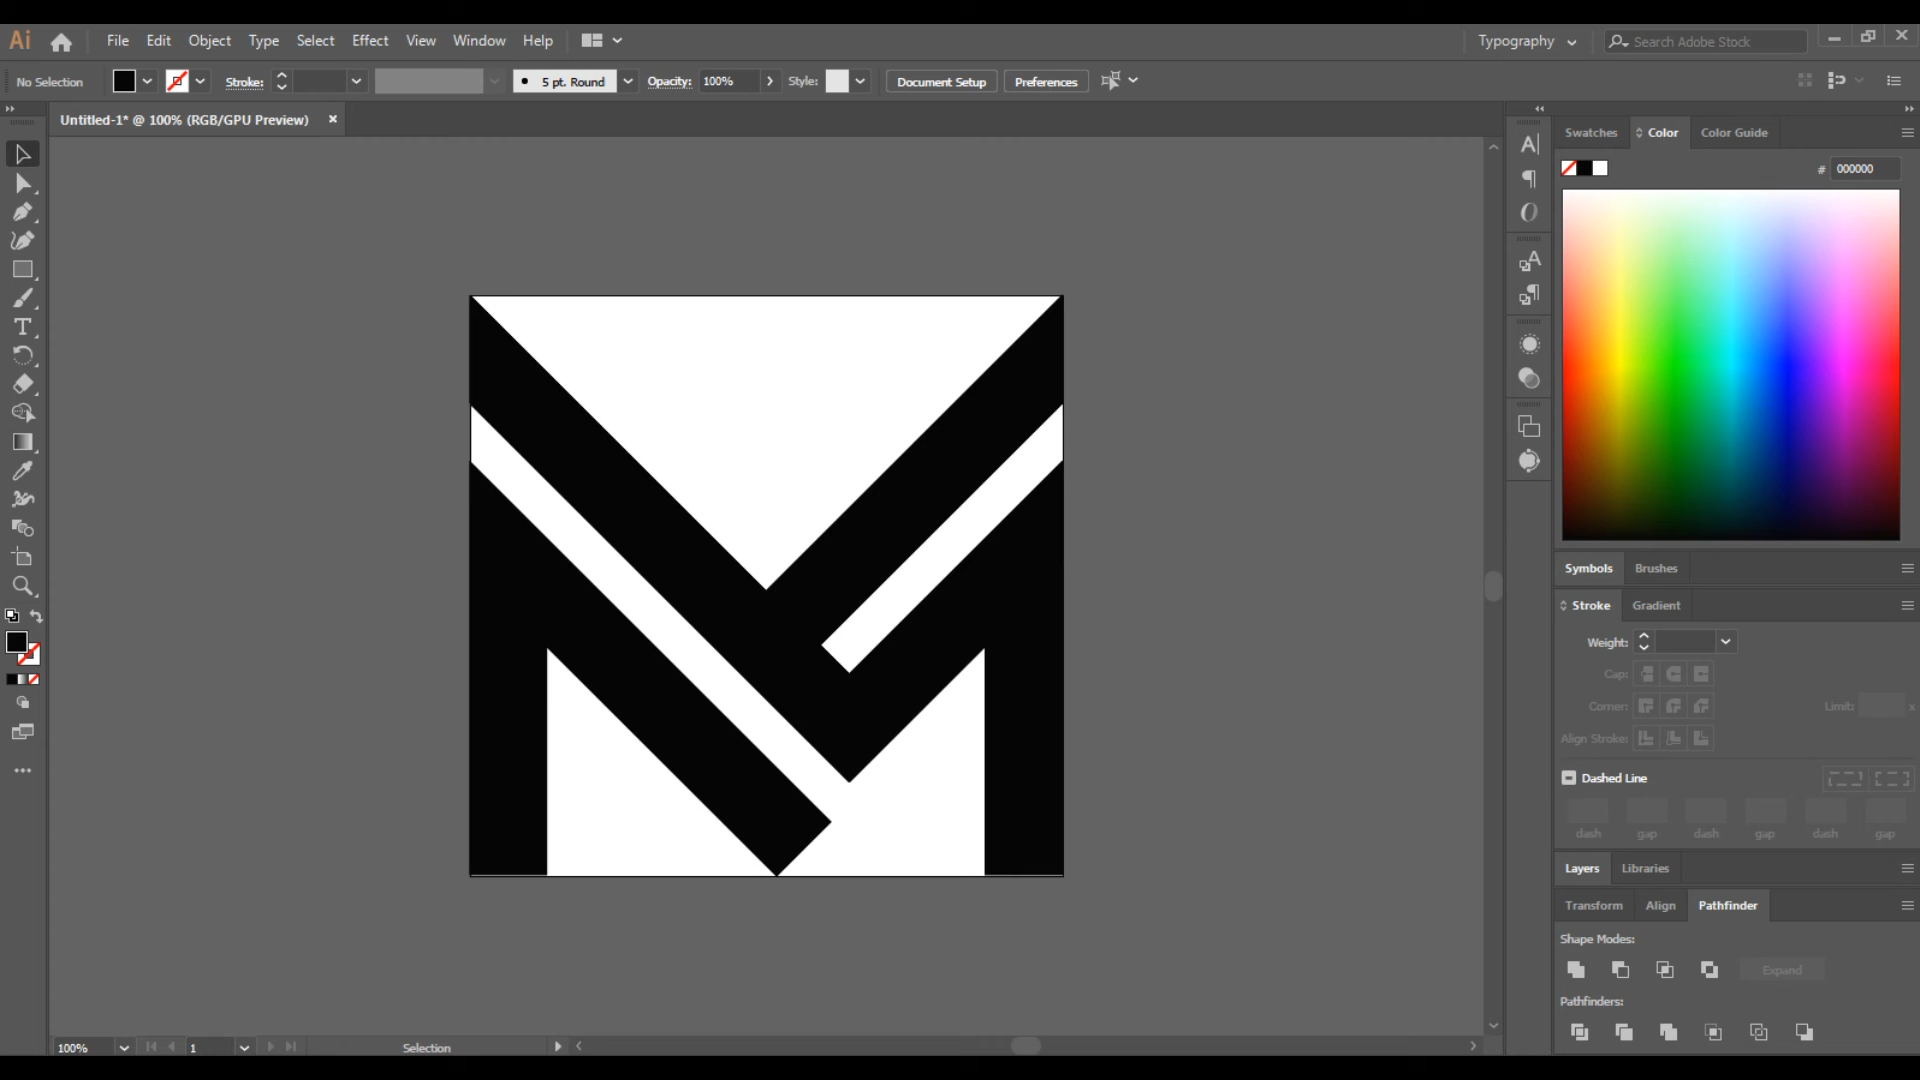 Ai File Edit Object Type Select Effect View Window Help Typography Search Adobe Stock
No Selection Stroke: 5 pt. Round Opacity: 100% Style: Document Setup Preferences
Untitled-1* @ 100% (RGB/GPU Preview) ×
Swatches Color Color Guide
# 000000
Symbols Brushes
Stroke Gradient
Weight:
Cap:
Corner: Limit: x
Align Stroke:
Dashed Line
dash gap dash gap dash gap
Layers Libraries
Transform Align Pathfinder
Shape Modes:
Expand
Pathfinders:
100% 1 Selection